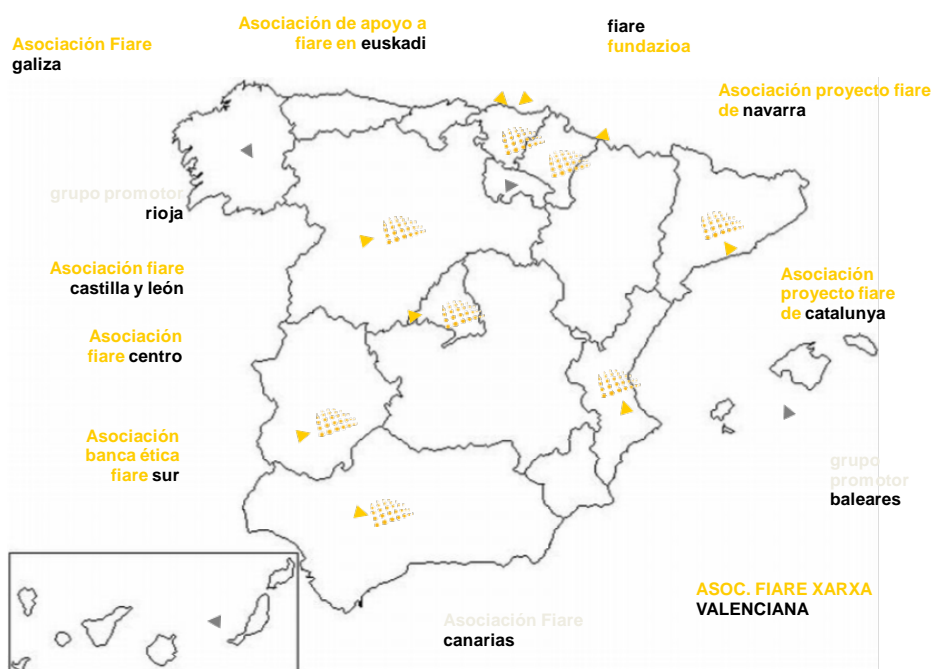 Asociación Fiare
galiza
Asociación de apoyo a
fiare en euskadi
fiare
fundazioa
Asociación proyecto fiare
de navarra
grupo promotor
rioja
Asociación fiare
castilla y león
Asociación
proyecto fiare
de catalunya
Asociación
fiare centro
Asociación
banca ética
fiare sur
grupo
promotor
baleares
ASOC. FIARE XARXA
VALENCIANA
Asociación Fiare
canarias